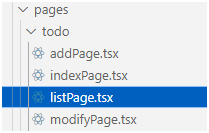 pages
todo
addPage.tsx
indexPage.tsx
listPage.tsx
modifyPage.tsx